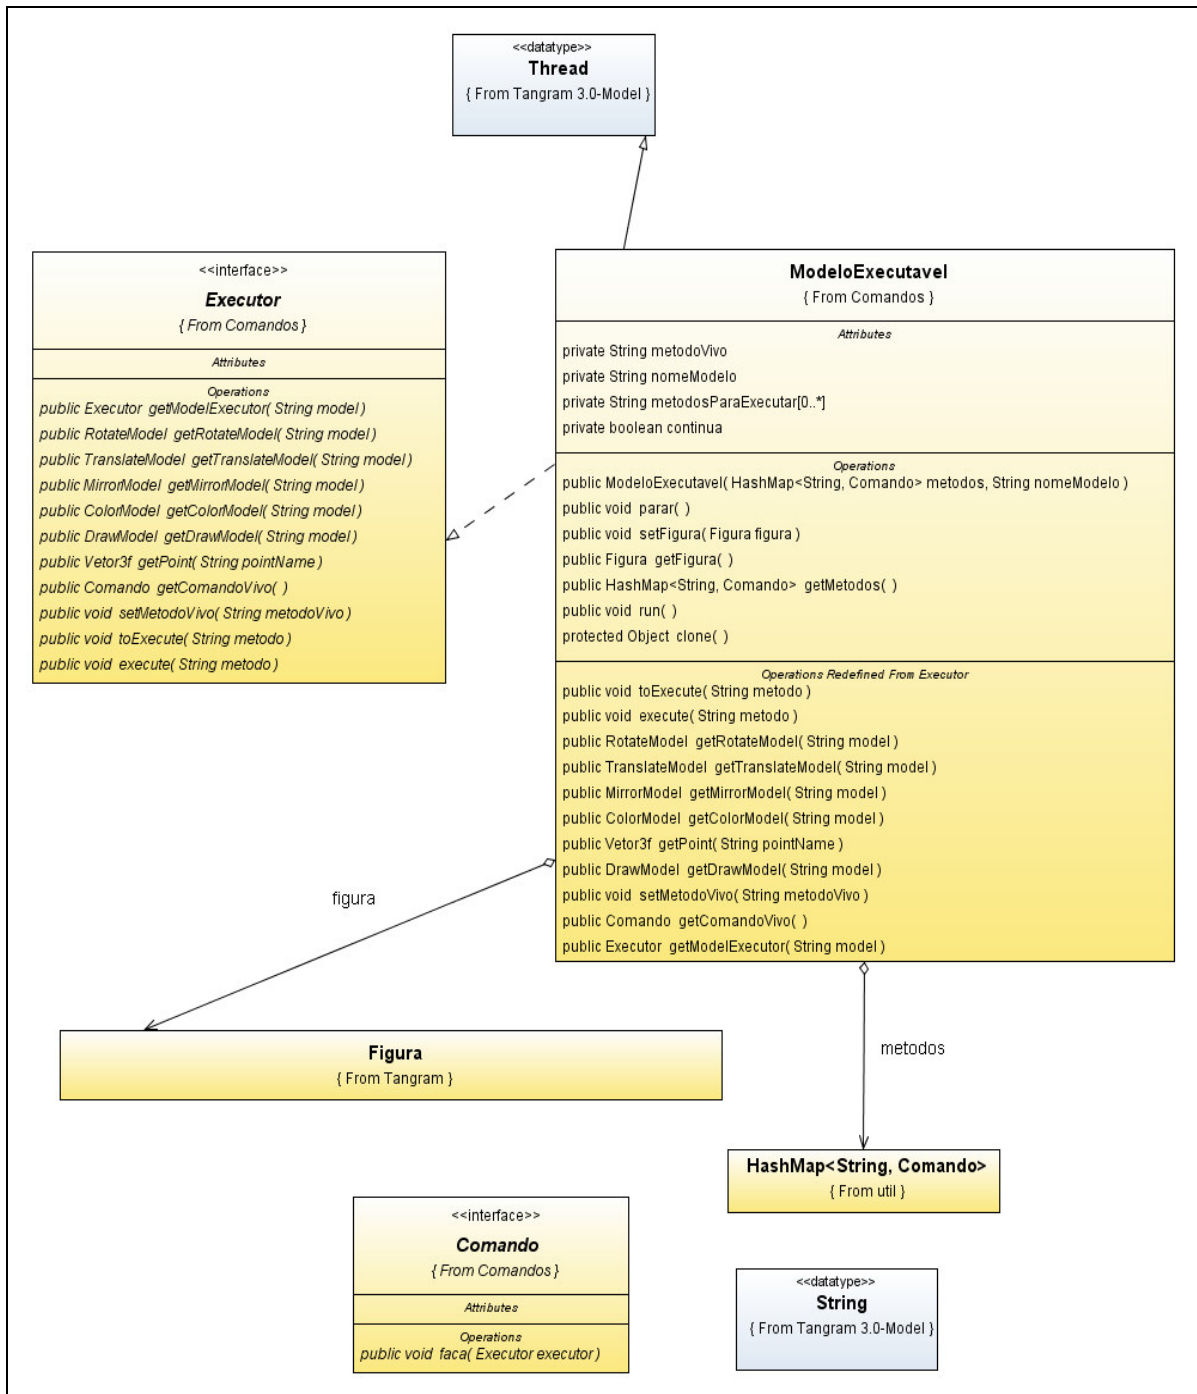 <<datatype>>
Thread
{ From Tangram 3.0-Model }
<<interface>>
Executor
{ From Comandos }
Attributes
Operations
public Executor getModelExecutor( String model )
public RotateModel getRotateModel( String model )
public TranslateModel getTranslateModel( String model )
public MirrorModel getMirrorModel( String model )
public ColorModel getColorModel( String model )
public DrawModel getDrawModel( String model )
public Vetor3f getPoint( String pointName )
public Comando getComandoVivo( )
public void setMetodoVivo( String metodoVivo )
public void toExecute( String metodo )
public void execute( String metodo )
ModeloExecutavel
{ From Comandos }
Attributes
private String metodoVivo
private String nomeModelo
private String metodosParaExecutar[0..*]
private boolean continua
Operations
public ModeloExecutavel( HashMap<String, Comando> metodos, String nomeModelo )
public void parar( )
public void setFigura( Figura figura )
public Figura getFigura( )
public HashMap<String, Comando> getMetodos( )
public void run( )
protected Object clone( )
Operations Redefined From Executor
public void toExecute( String metodo )
public void execute( String metodo )
public RotateModel getRotateModel( String model )
public TranslateModel getTranslateModel( String model )
public MirrorModel getMirrorModel( String model )
public ColorModel getColorModel( String model )
public Vetor3f getPoint( String pointName )
public DrawModel getDrawModel( String model )
public void setMetodoVivo( String metodoVivo )
public Comando getComandoVivo( )
public Executor getModelExecutor( String model )
figura
metodos
Figura
{ From Tangram }
HashMap<String, Comando>
{ From util }
<<interface>>
Comando
{ From Comandos }
Attributes
Operations
public void faca( Executor executor )
<<datatype>>
String
{ From Tangram 3.0-Model }